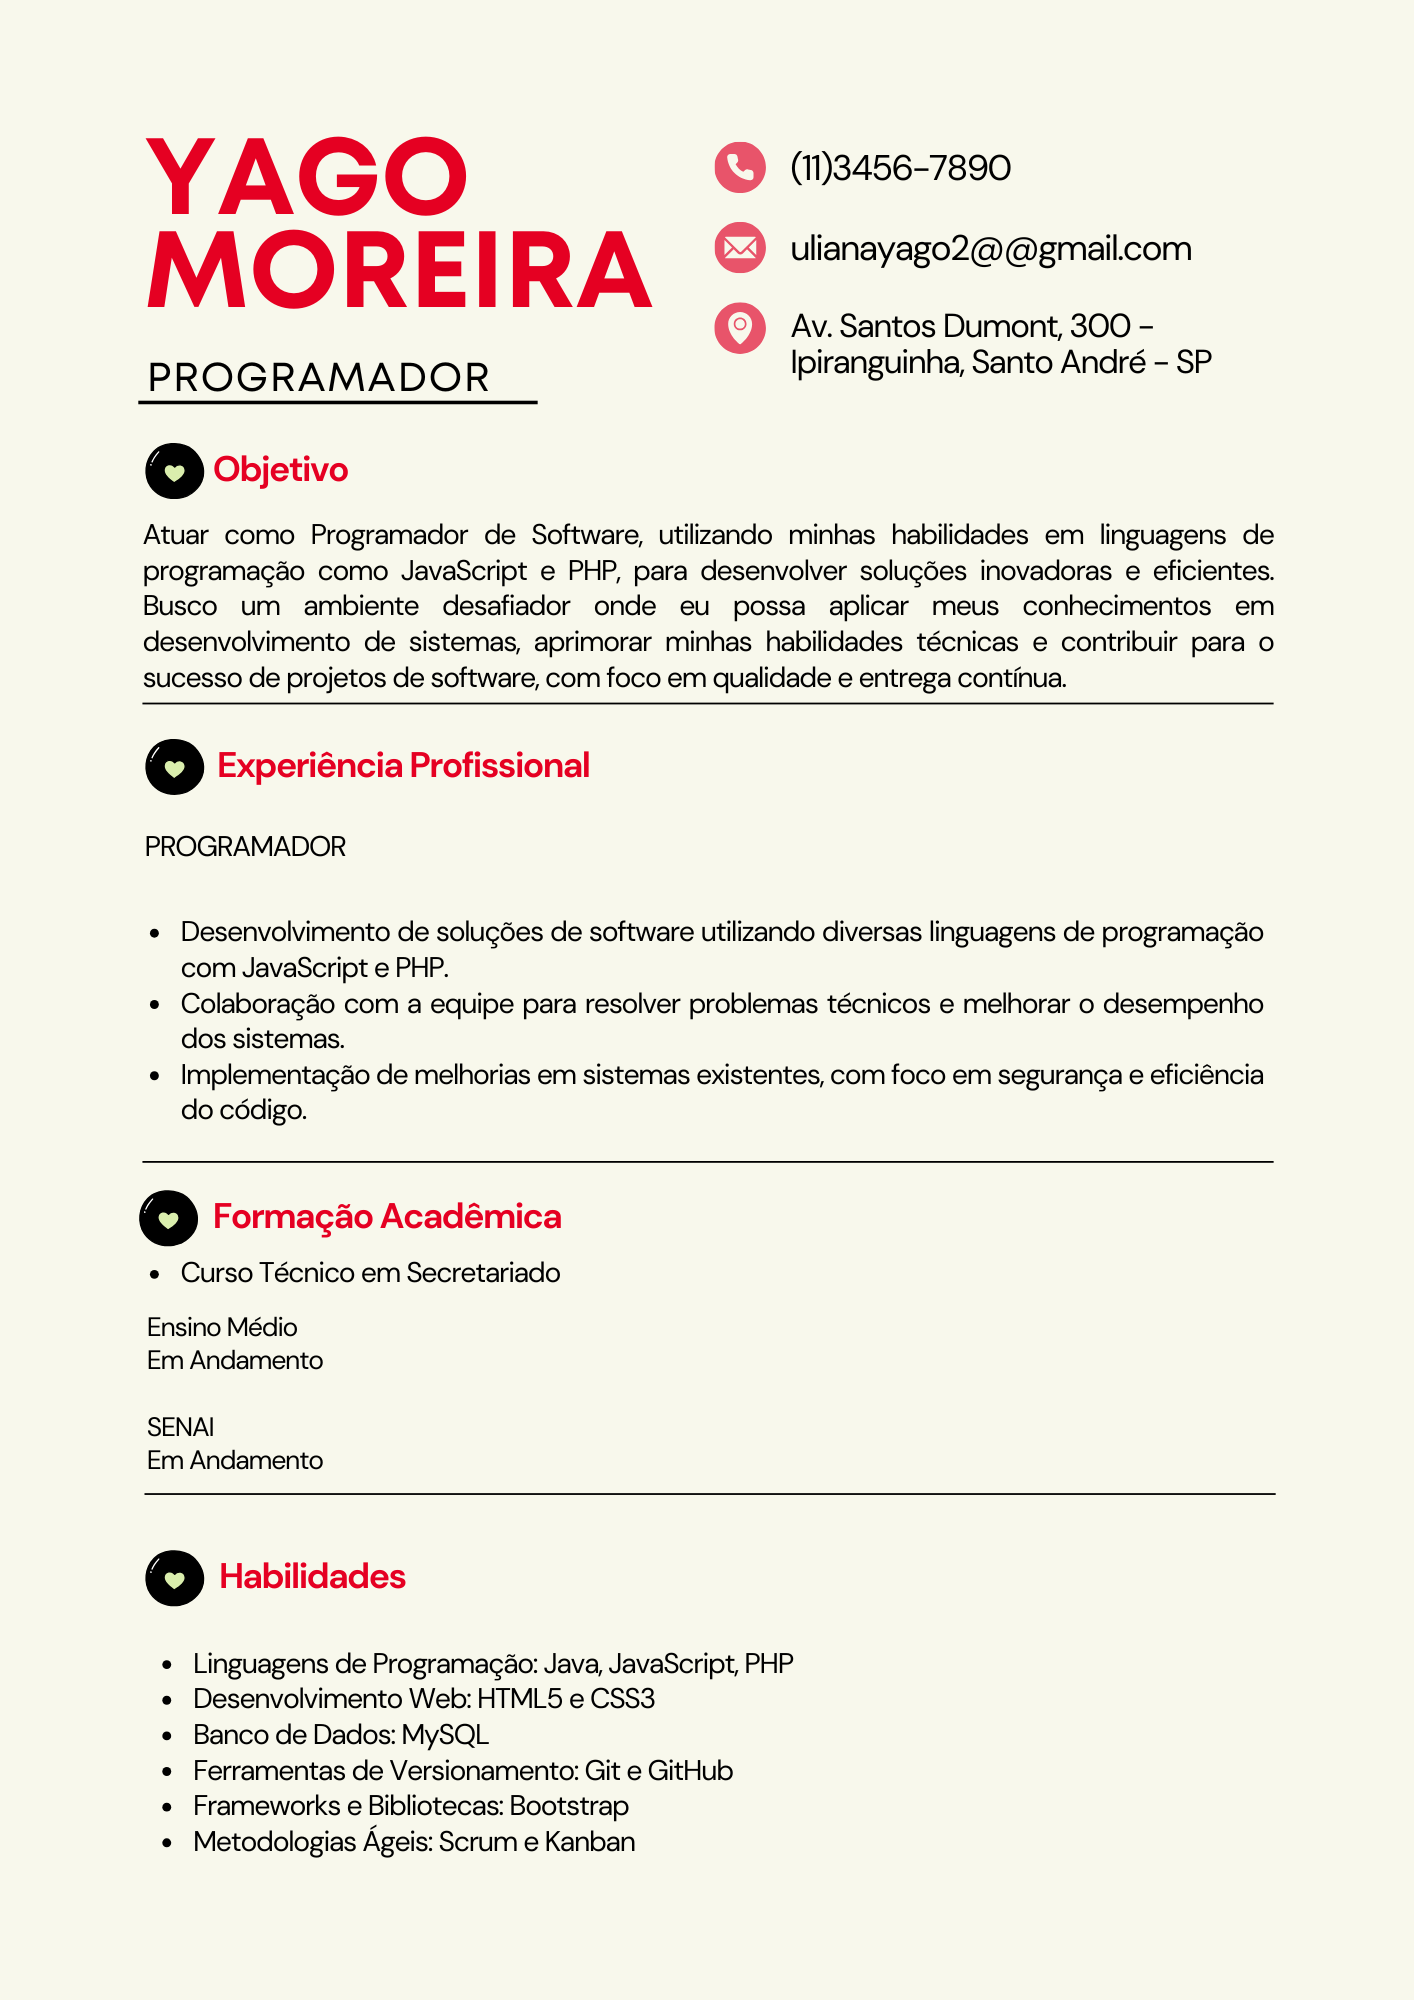 YAGO
MOREIRA
PROGRAMADOR
(11)3456-7890
ulianayago2@@gmail.com
Av. Santos Dumont, 300 -
Ipiranguinha, Santo André - SP
Objetivo
Atuar como Programador de Software, utilizando minhas habilidades em linguagens de
programação como JavaScript e PHP, para desenvolver soluções inovadoras e eficientes.
Busco um ambiente desafiador onde eu possa aplicar meus conhecimentos em
desenvolvimento de sistemas, aprimorar minhas habilidades técnicas e contribuir para o
sucesso de projetos de software, com foco em qualidade e entrega contínua.
Experiência Profissional
PROGRAMADOR
• Desenvolvimento de soluções de software utilizando diversas linguagens de programação
com JavaScript e PHP.
• Colaboração com a equipe para resolver problemas técnicos e melhorar o desempenho
dos sistemas.
• Implementação de melhorias em sistemas existentes, com foco em segurança e eficiência
do código.
Formação Acadêmica
• Curso Técnico em Secretariado
Ensino Médio
Em Andamento
SENAI
Em Andamento
Habilidades
• Linguagens de Programação: Java, JavaScript, PHP
• Desenvolvimento Web: HTML5 e CSS3
• Banco de Dados: MySQL
• Ferramentas de Versionamento: Git e GitHub
• Frameworks e Bibliotecas: Bootstrap
• Metodologias Ágeis: Scrum e Kanban